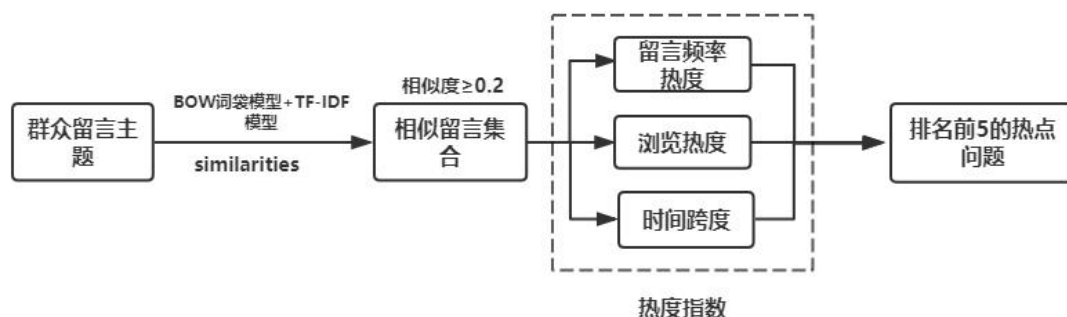 群众留言主
题
BOW词袋模型+TF-IDF
模型
similarities
相似度≥0.2
相似留言集
合
留言频率
热度
浏览热度
时间跨度
热度指数
排名前5的热点
问题